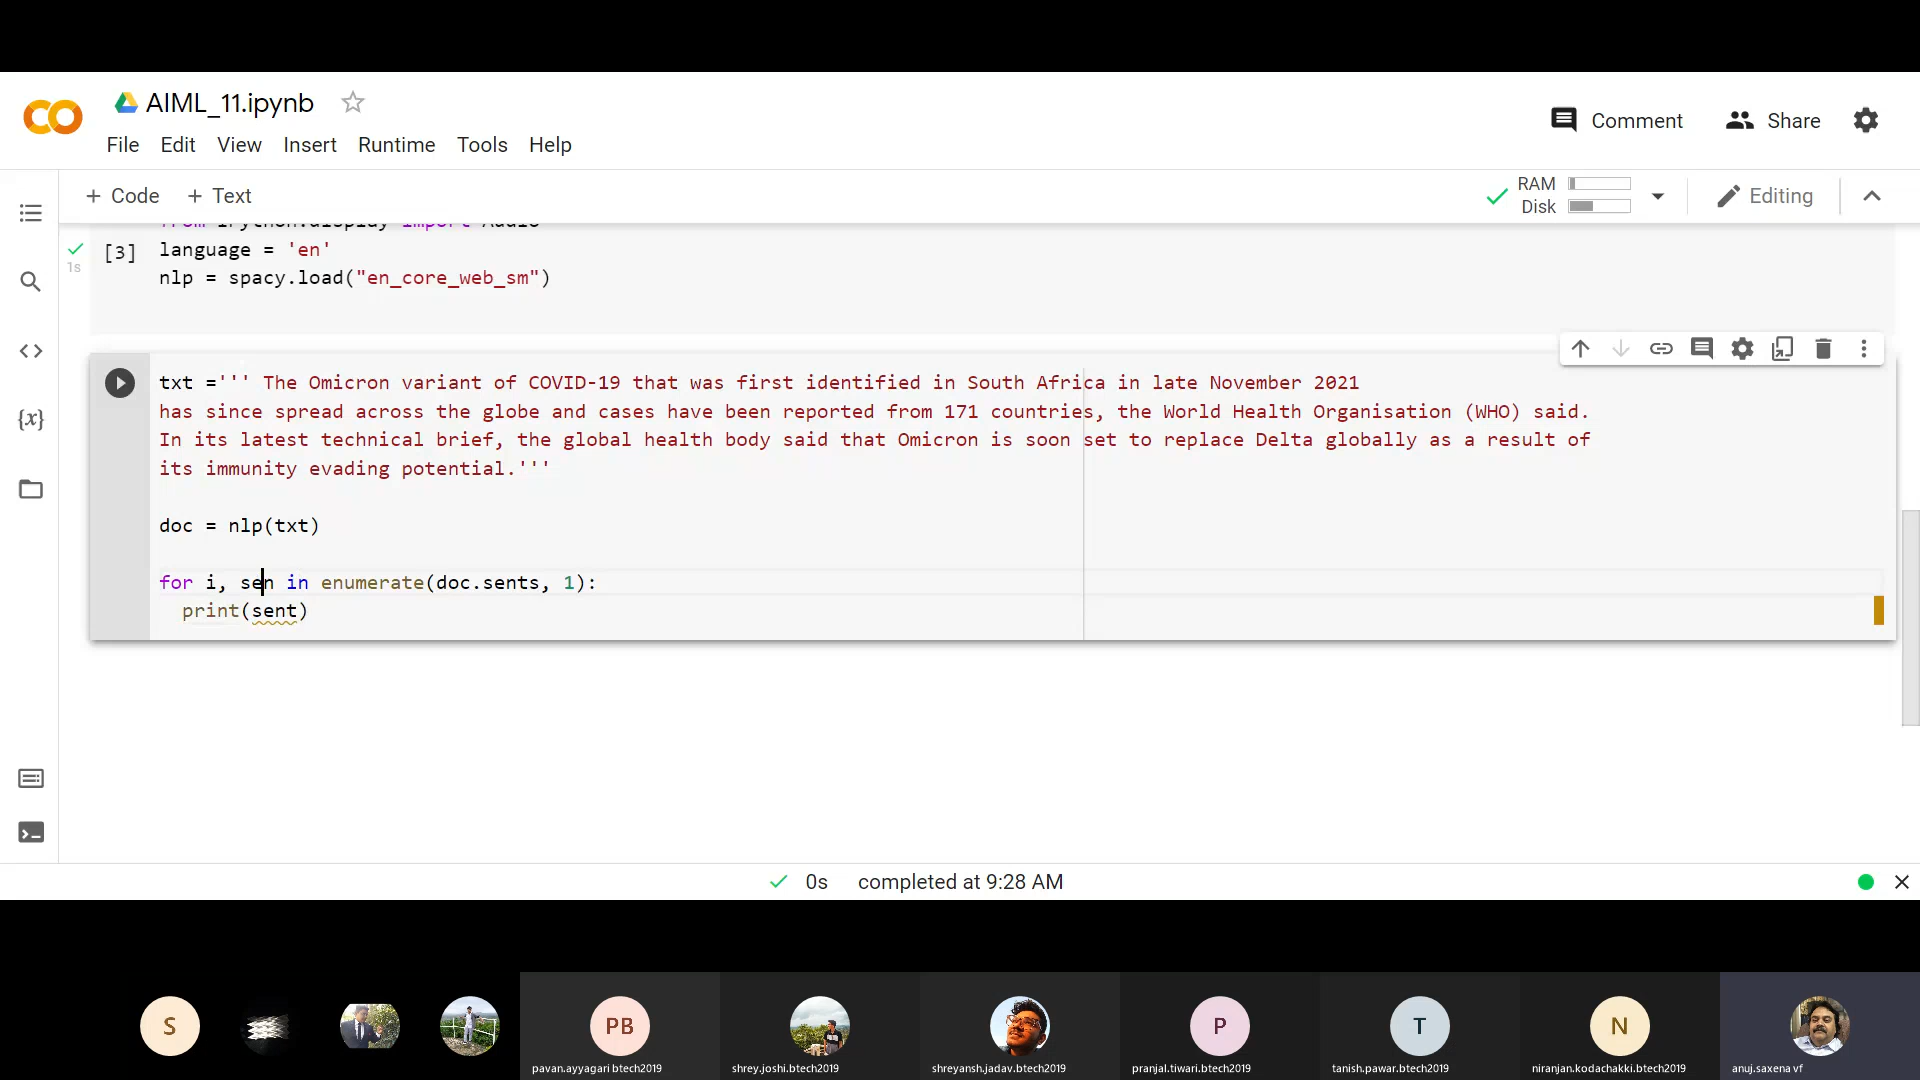 AIML_11.ipynb
File Edit View Insert Runtime Tools Help
Comment Share
+ Code + Text
RAM
Disk
Editing
from IPython.display import Audio
[3] language = 'en'
1s
nlp = spacy.load("en_core_web_sm")
txt =''' The Omicron variant of COVID-19 that was first identified in South Africa in late November 2021
has since spread across the globe and cases have been reported from 171 countries, the World Health Organisation (WHO) said.
In its latest technical brief, the global health body said that Omicron is soon set to replace Delta globally as a result of
its immunity evading potential.'''
doc = nlp(txt)
for i, sen in enumerate(doc.sents, 1):
print(sent)
{x}
0s completed at 9:28 AM
S
PB
P
T
N
pavan.ayyagari btech2019
shrey.joshi.btech2019
shreyansh.jadav.btech2019
pranjal.tiwari.btech2019
tanish.pawar.btech2019
niranjan.kodachakki.btech2019
anuj.saxena vf